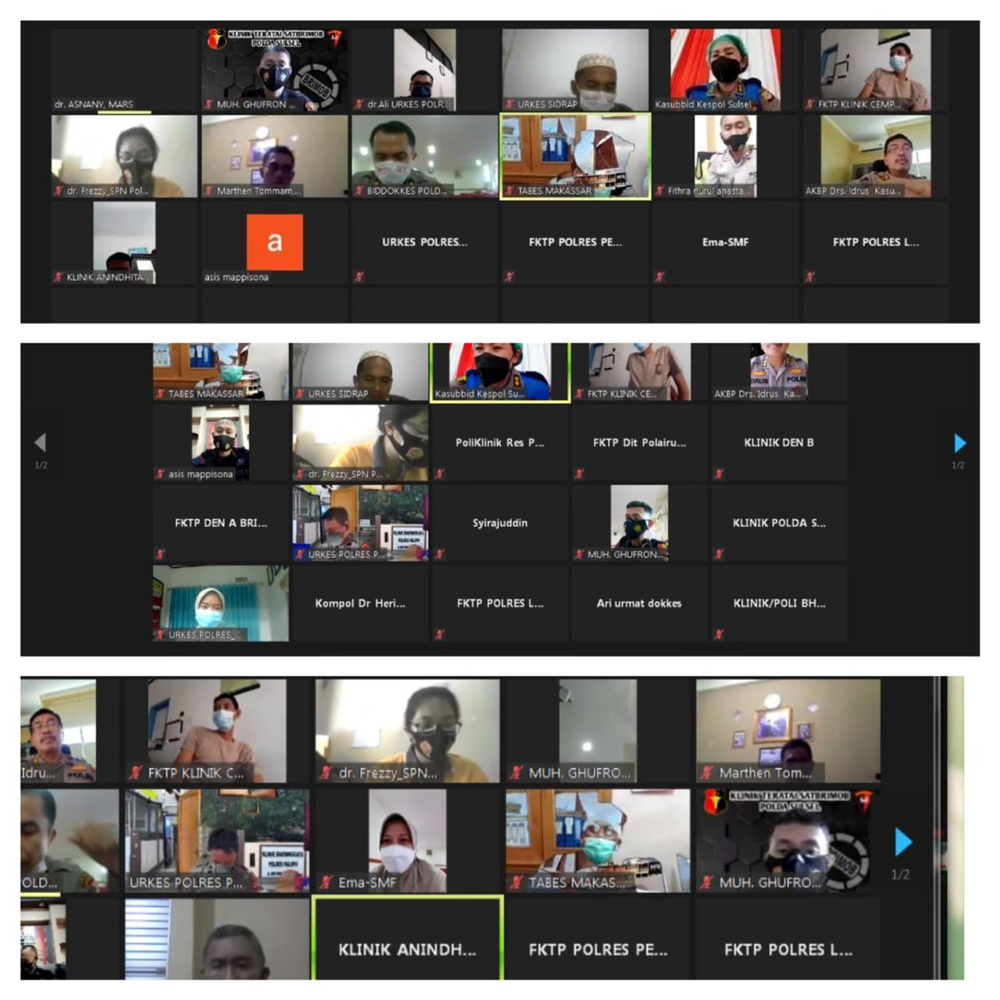 KLINIK TERATAI SATBRIMOB
POLDA SULSEL
BRIMOB
dr. ASNANY, MARS
MUH. GHUFRON ...
dr.Ali URKES POLR...
URKES SIDRAP
Kasubbid Kespol Sulsel
FKTP KLINIK CEMP...
dr. Frezzy_SPN Pol...
Marthen Tommam,...
BIDDOKKES POLD...
TABES MAKASSAR
Fithra nurul anasta...
AKBP Drs. Idrus Kasu...
KLINIK ANINDHITA...
a
asis mappisona
URKES POLRES...
FKTP POLRES PE...
Ema-SMF
FKTP POLRES L...
TABES MAKASSAR
URKES SIDRAP
Kasubbid Kespol Su...
FKTP KLINIK CE...
AKBP Drs. Idrus Ka...
1/2
asis mappisona
dr. Frezzy_SPN P...
PoliKlinik Res P...
FKTP Dit Polairu...
KLINIK DEN B
1/2
FKTP DEN A BRI...
URKES POLRES P...
Syirajuddin
MUH. GHUFRON...
KLINIK POLDA S...
URKES POLRES_...
Kompol Dr Heri...
FKTP POLRES L...
Ari urmat dokkes
KLINIK/POLI BH...
Idru...
FKTP KLINIK C...
dr. Frezzy_SPN...
MUH. GHUFRO...
Marthen Tom...
KLINIK BHAYANGKARA
POLRES PALOPO
KLINIK TERATAI SATBRIMOB
POLDA SULSEL
OLD...
URKES POLRES P...
Ema-SMF
TABES MAKAS...
MUH. GHUFRO...
1/2
KLINIK ANINDH...
FKTP POLRES PE...
FKTP POLRES L...